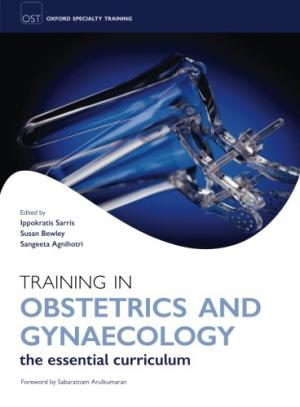 OST
OXFORD SPECIALTY TRAINING
Edited by
Ippokratis Sarris
Susan Bewley
Sangeeta Agnihotri
TRAINING IN
OBSTETRICS AND
GYNAECOLOGY
the essential curriculum
Foreword by Sabaratnam Arulkumaran